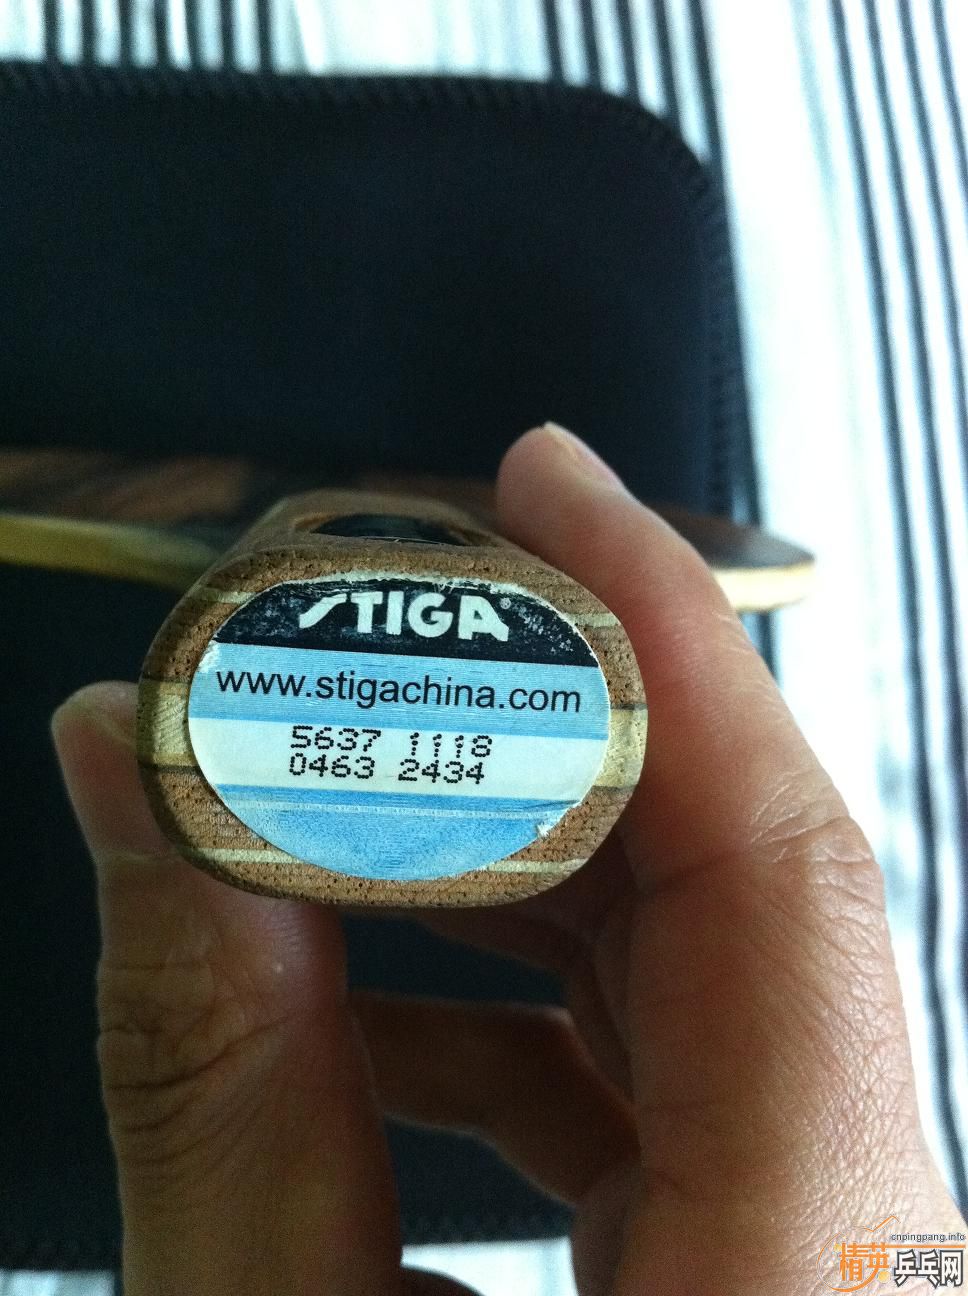 STIGA®
www.stigachina.com
5637 1118
0463 2434
cnpingpang.info
精英乒乓网